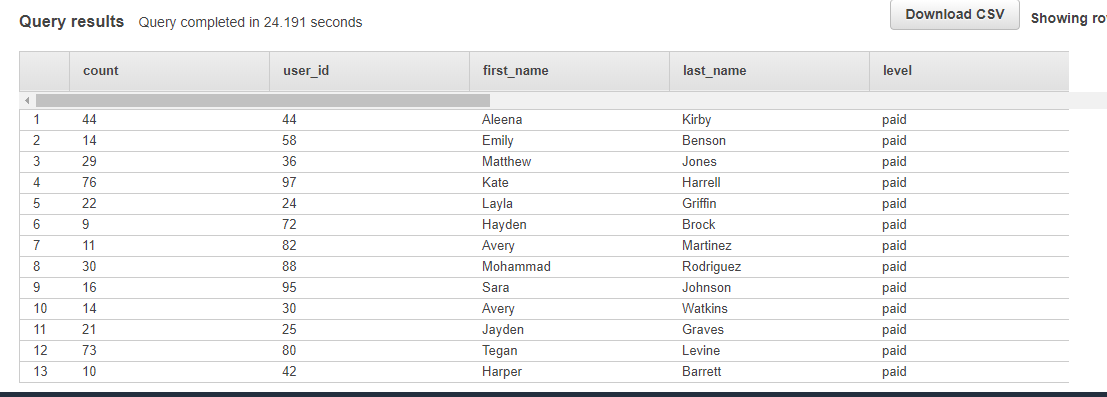 Query results Query completed in 24.191 seconds Download CSV Showing ro
count user_id first_name last_name level
1 44 44 Aleena Kirby paid
2 14 58 Emily Benson paid
3 29 36 Matthew Jones paid
4 76 97 Kate Harrell paid
5 22 24 Layla Griffin paid
6 9 72 Hayden Brock paid
7 11 82 Avery Martinez paid
8 30 88 Mohammad Rodriguez paid
9 16 95 Sara Johnson paid
10 14 30 Avery Watkins paid
11 21 25 Jayden Graves paid
12 73 80 Tegan Levine paid
13 10 42 Harper Barrett paid